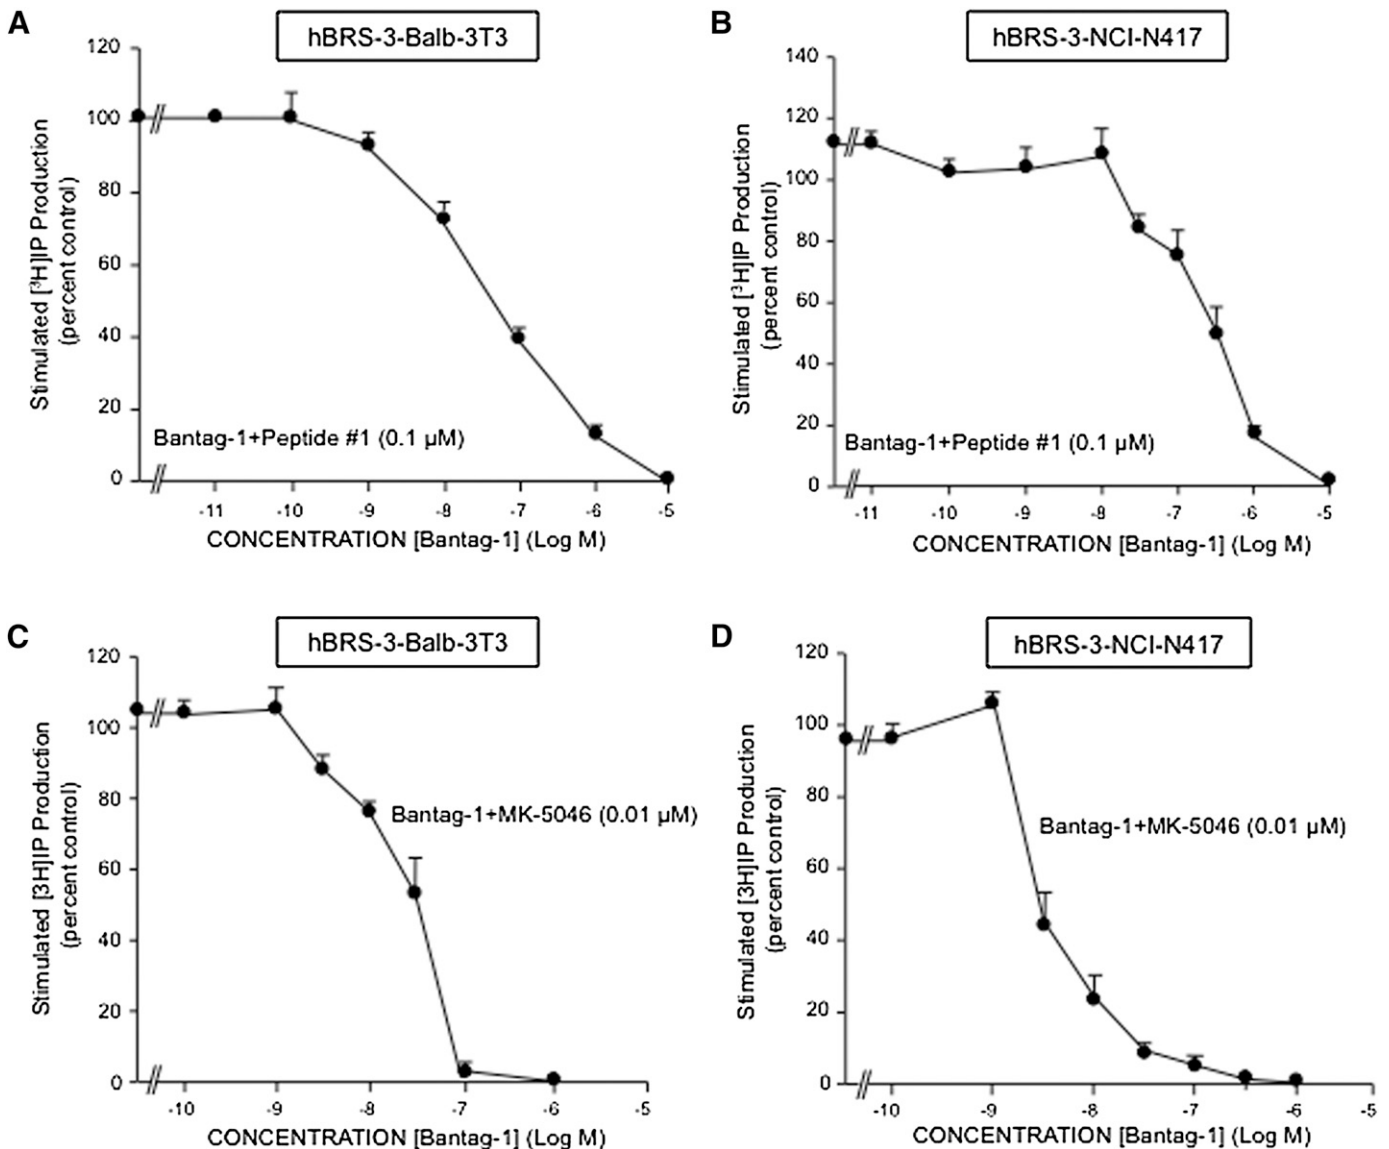 A
hBRS-3-Balb-3T3
120
100
80
60
40
20
0
Stimulated [³H]IP Production
(percent control)
Bantag-1+Peptide #1 (0.1 µM)
-11 -10 -9 -8 -7 -6 -5
CONCENTRATION [Bantag-1] (Log M)
B
hBRS-3-NCI-N417
140
120
100
80
60
40
20
0
Stimulated [³H]IP Production
(percent control)
Bantag-1+Peptide #1 (0.1 µM)
-11 -10 -9 -8 -7 -6 -5
CONCENTRATION [Bantag-1] (Log M)
C
hBRS-3-Balb-3T3
120
100
80
60
40
20
0
Stimulated [3H]IP Production
(percent control)
Bantag-1+MK-5046 (0.01 µM)
-10 -9 -8 -7 -6 -5
CONCENTRATION [Bantag-1] (Log M)
D
hBRS-3-NCI-N417
120
100
80
60
40
20
0
Stimulated [3H]IP Production
(percent control)
Bantag-1+MK-5046 (0.01 µM)
-10 -9 -8 -7 -6 -5
CONCENTRATION [Bantag-1] (Log M)